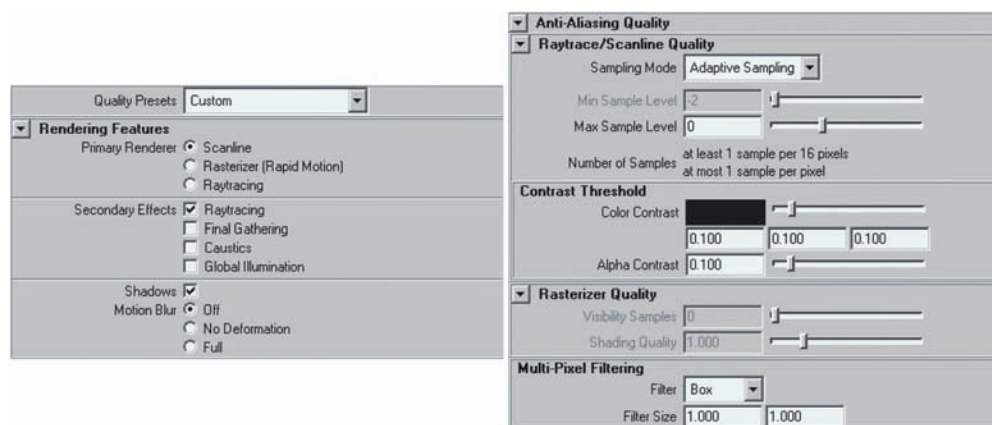 Quality Presets Custom
Rendering Features
Primary Renderer Scanline
Rasterizer (Rapid Motion)
Raytracing
Secondary Effects Raytracing
Final Gathering
Caustics
Global Illumination
Shadows
Motion Blur Off
No Deformation
Full
Anti-Aliasing Quality
Raytrace/Scanline Quality
Sampling Mode Adaptive Sampling
Min Sample Level -2
Max Sample Level 0
Number of Samples at least 1 sample per 16 pixels
at most 1 sample per pixel
Contrast Threshold
Color Contrast
0.100 0.100 0.100
Alpha Contrast 0.100
Rasterizer Quality
Visibility Samples 0
Shading Quality 1.000
Multi-Pixel Filtering
Filter Box
Filter Size 1.000 1.000